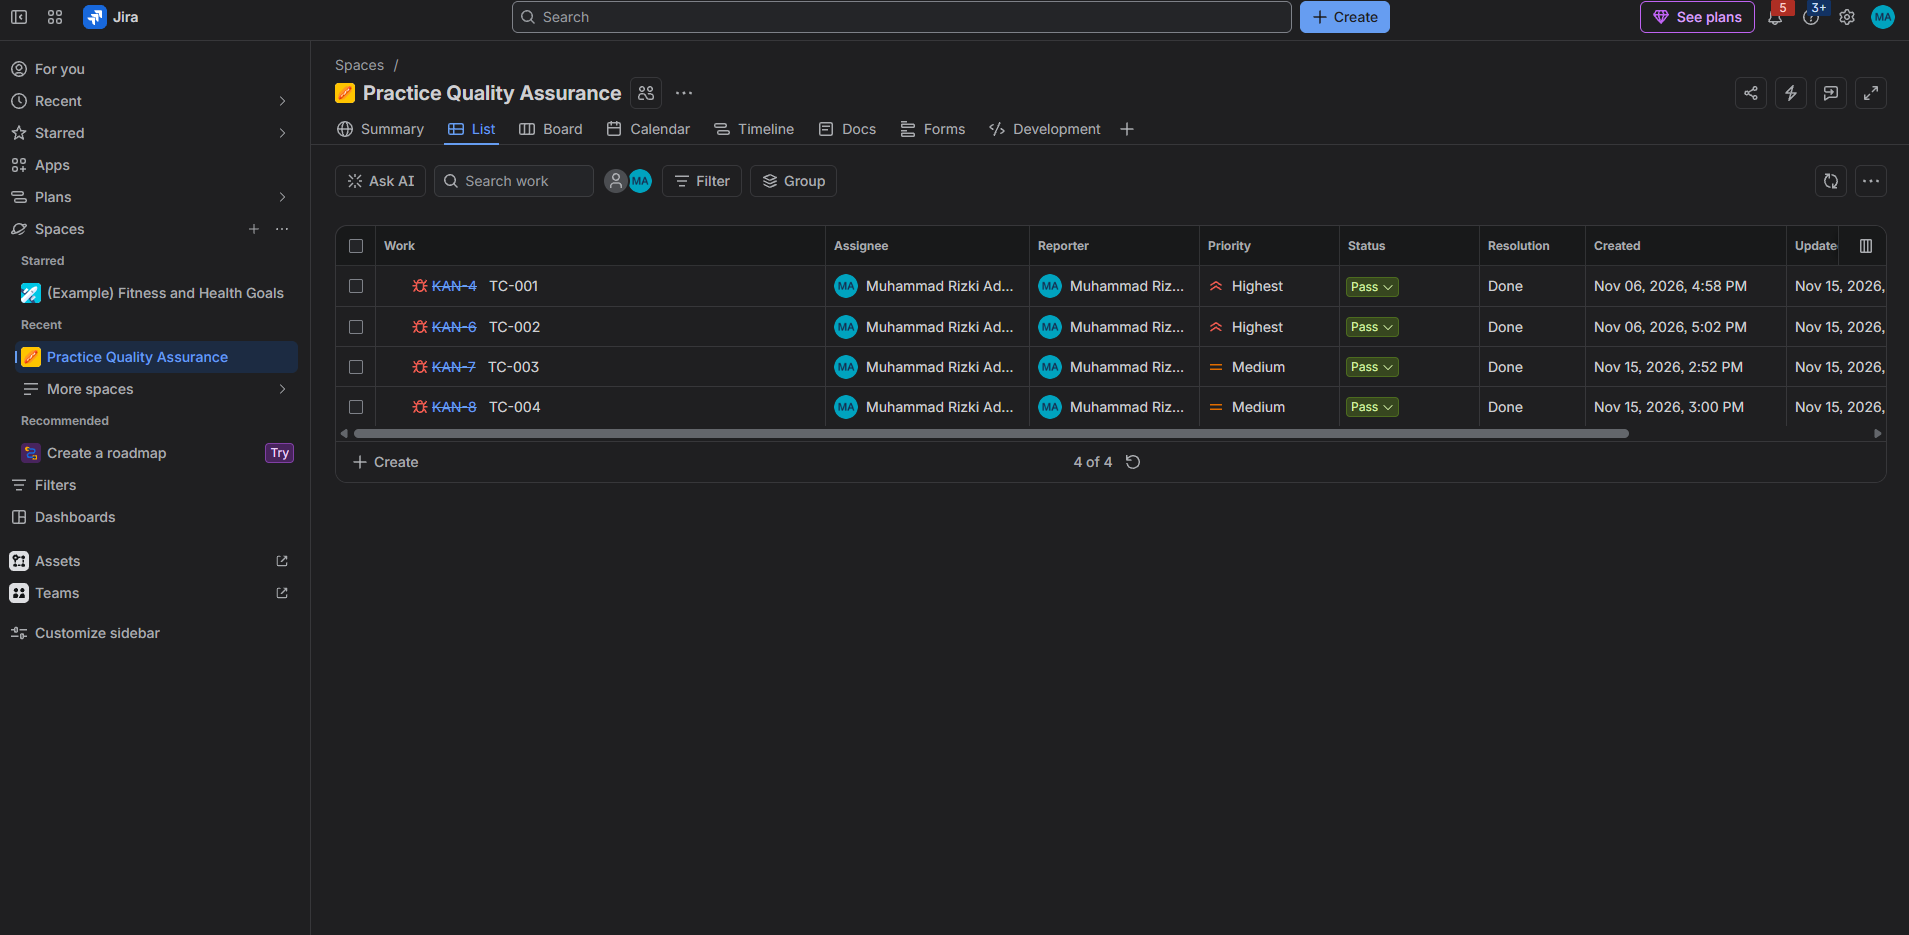 Jira
Search
Create
See plans
5
3+
MA
For you
Recent
Starred
Apps
Plans
Spaces
Starred
(Example) Fitness and Health Goals
Recent
Practice Quality Assurance
More spaces
Recommended
Create a roadmap
Try
Filters
Dashboards
Assets
Teams
Customize sidebar
Spaces /
Practice Quality Assurance
Summary List Board Calendar Timeline Docs Forms Development
Ask AI Search work MA Filter Group
Work Assignee Reporter Priority Status Resolution Created Update
KAN-4 TC-001 MA Muhammad Rizki Ad... MA Muhammad Riz... Highest Pass Done Nov 06, 2026, 4:58 PM Nov 15, 2026,
KAN-6 TC-002 MA Muhammad Rizki Ad... MA Muhammad Riz... Highest Pass Done Nov 06, 2026, 5:02 PM Nov 15, 2026,
KAN-7 TC-003 MA Muhammad Rizki Ad... MA Muhammad Riz... Medium Pass Done Nov 15, 2026, 2:52 PM Nov 15, 2026,
KAN-8 TC-004 MA Muhammad Rizki Ad... MA Muhammad Riz... Medium Pass Done Nov 15, 2026, 3:00 PM Nov 15, 2026,
Create 4 of 4